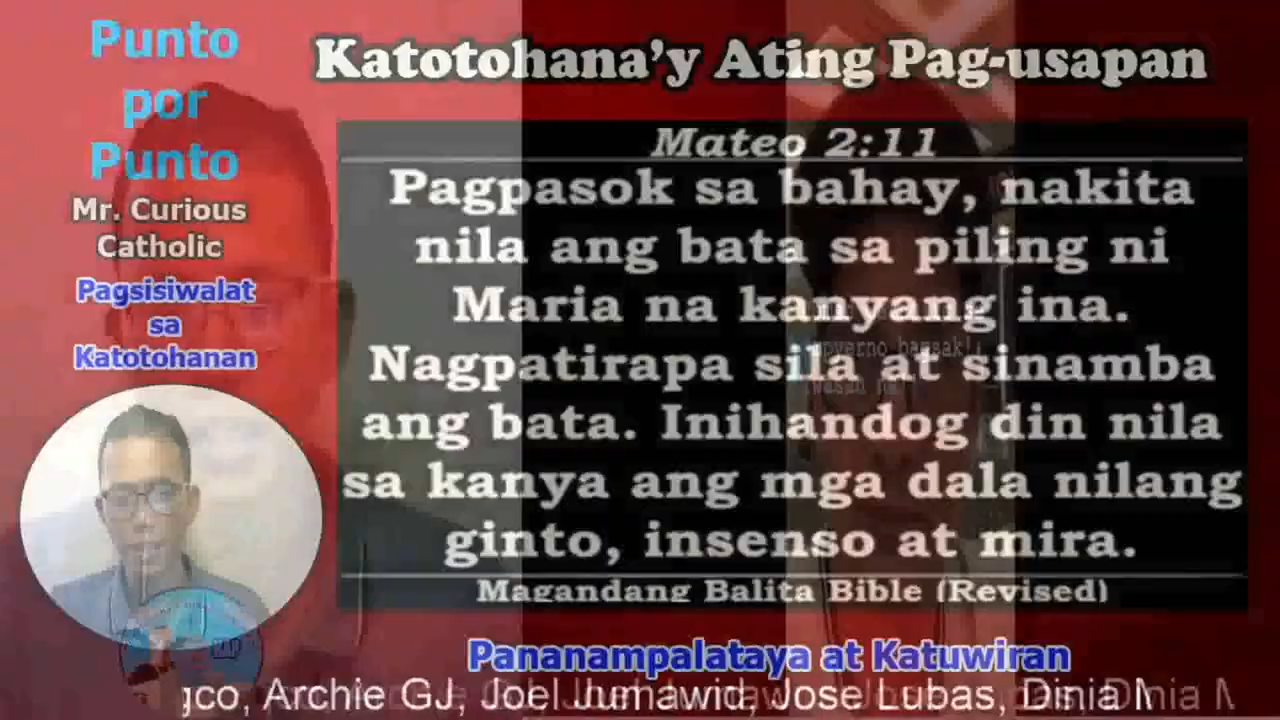 Punto
por
Punto
Mr. Curious
Catholic
Pagsisiwalat
sa
Katotohanan
Katotohana’y Ating Pag-usapan
Mateo 2:11
Pagpasok sa bahay, nakita
nila ang bata sa piling ni
Maria na kanyang ina.
Nagpatirapa sila at sinamba
ang bata. Inihandog din nila
sa kanya ang mga dala nilang
ginto, insenso at mira.
Magandang Balita Bible (Revised)
Pananampalataya at Katuwiran
gco, Archie GJ, Joel Jumawid, Jose Lubas, Dinia M